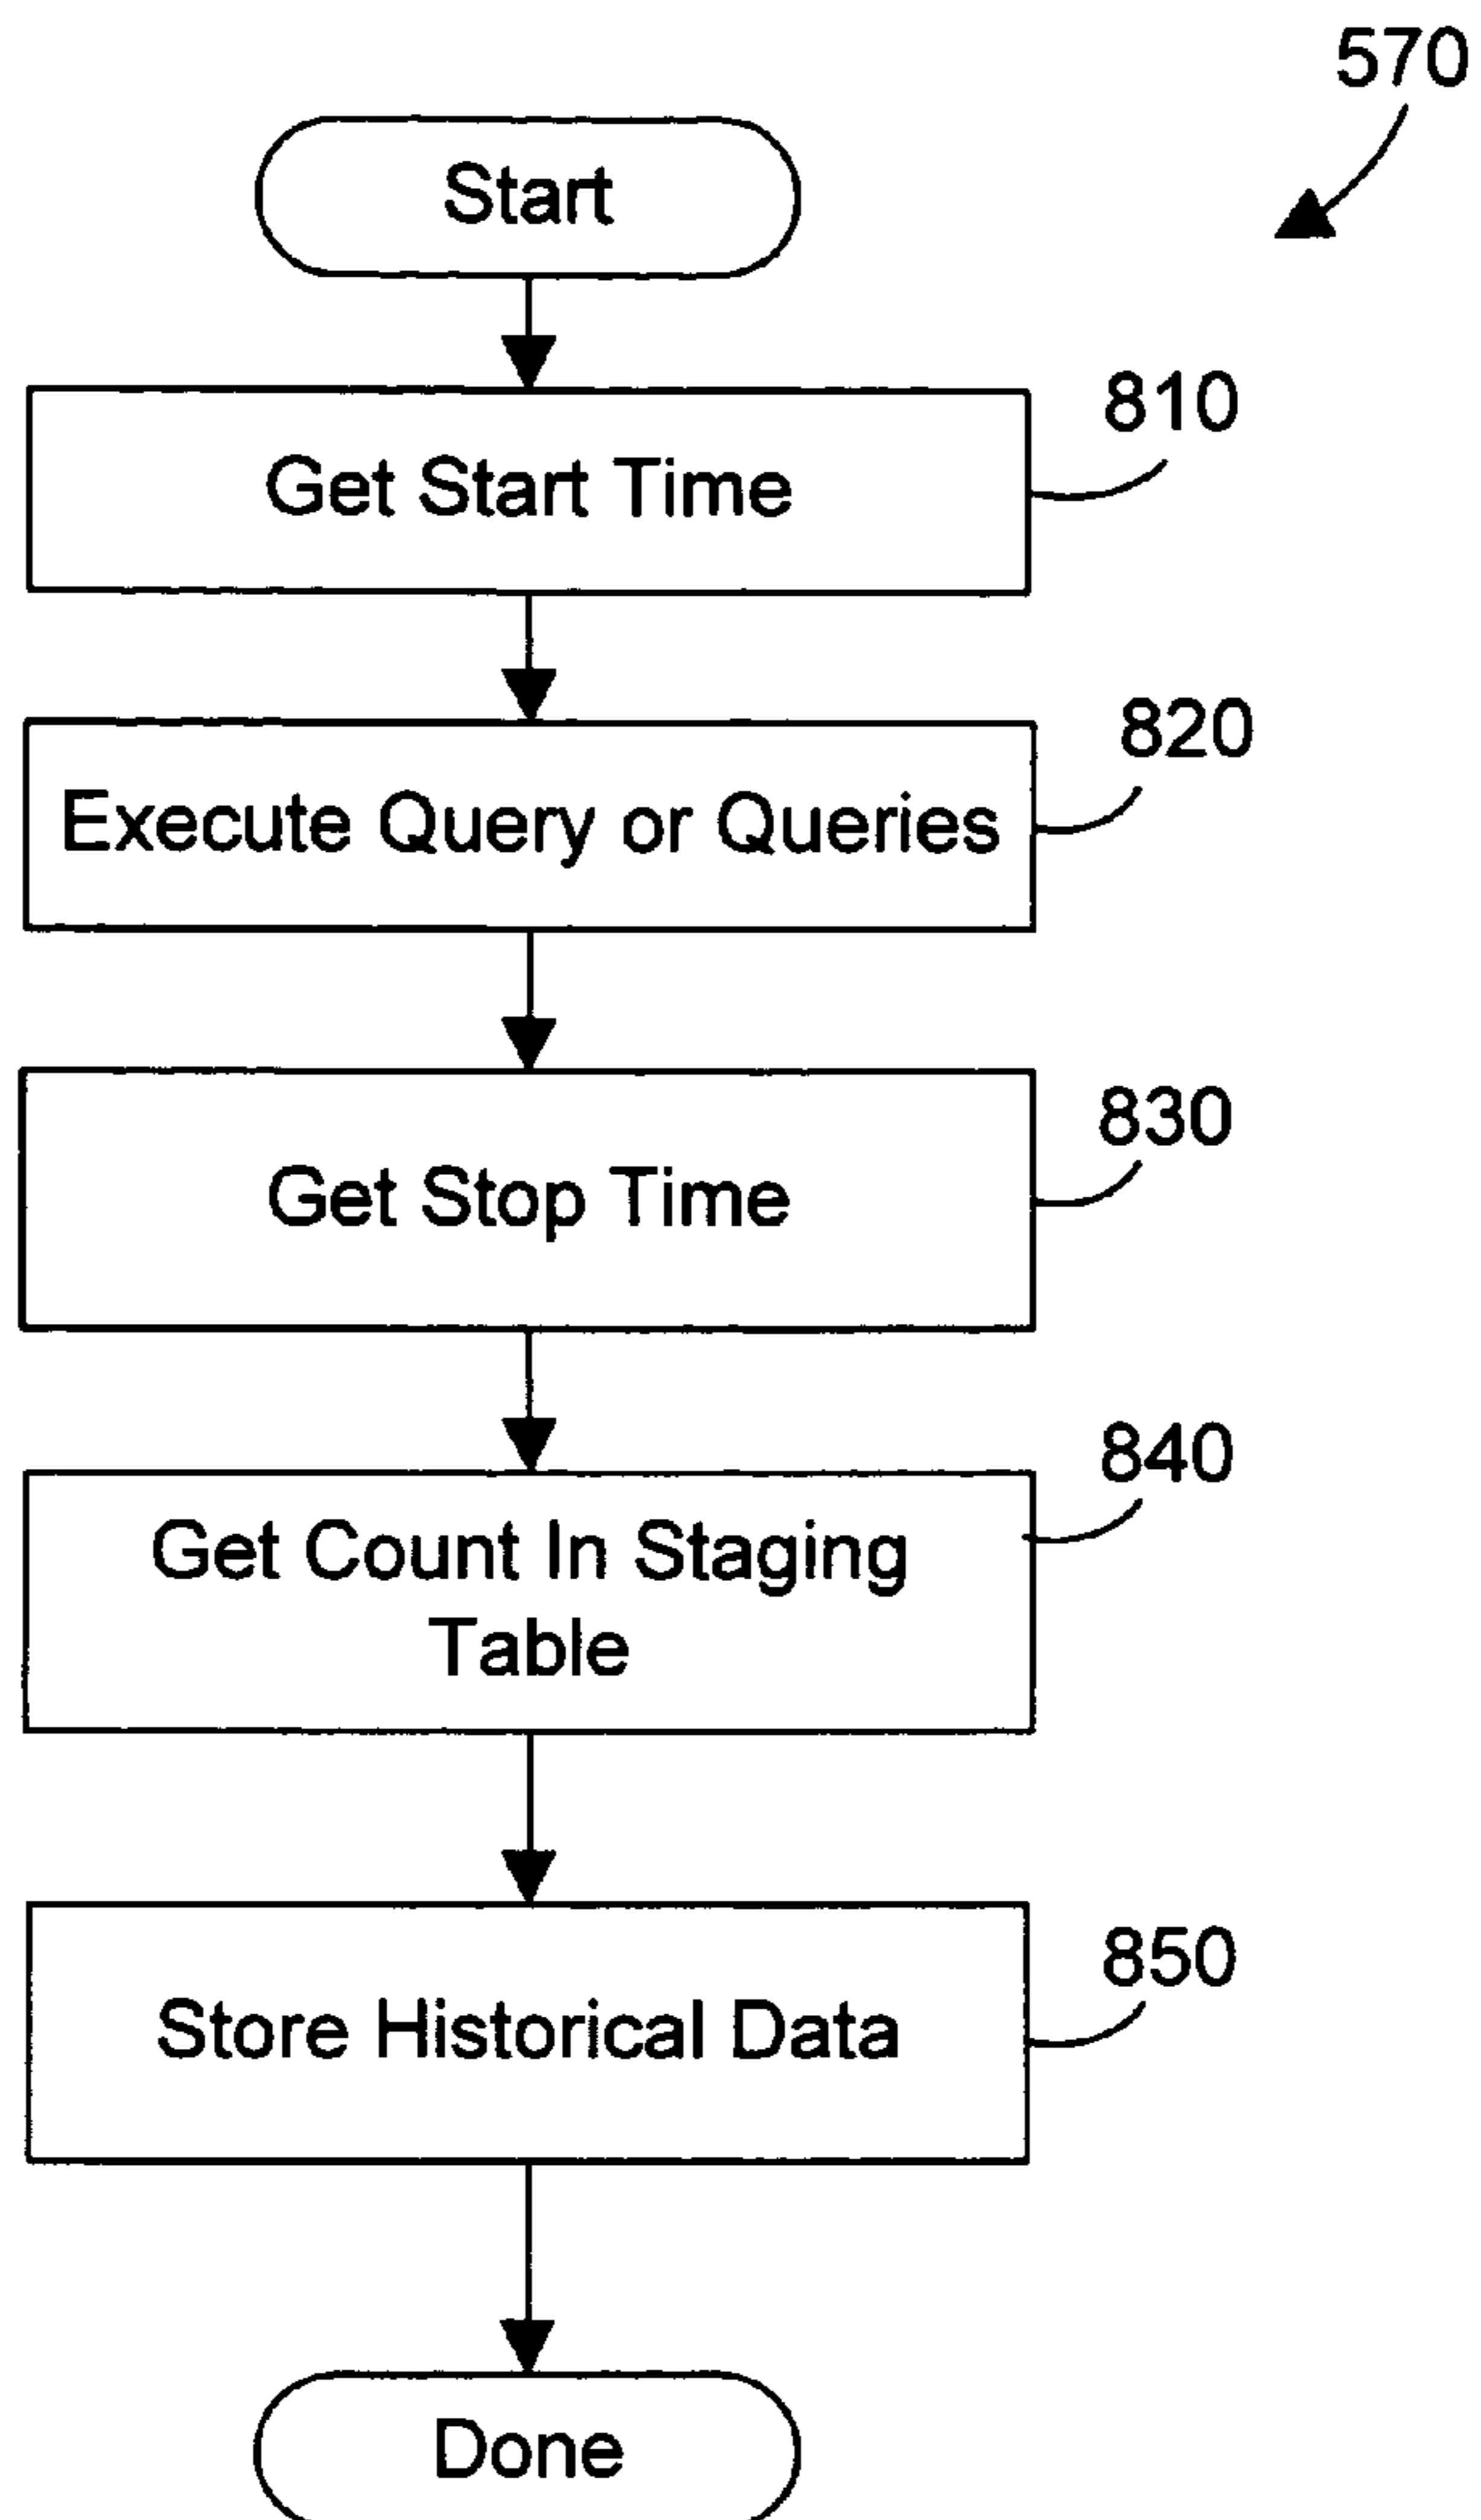 570
Start
810
Get Start Time
820
Execute Query or Queries
830
Get Stop Time
840
Get Count In Staging
Table
850
Store Historical Data
Done